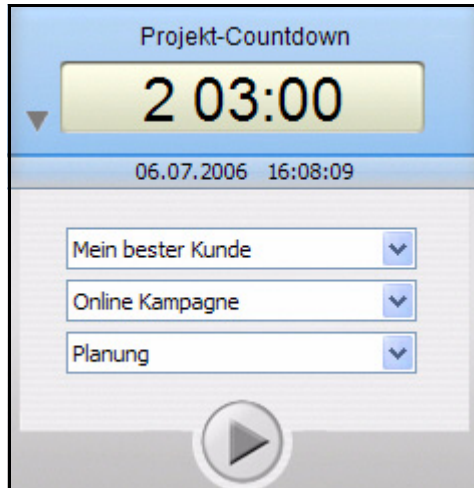 Projekt-Countdown
2 03:00
06.07.2006 16:08:09
Mein bester Kunde
Online Kampagne
Planung